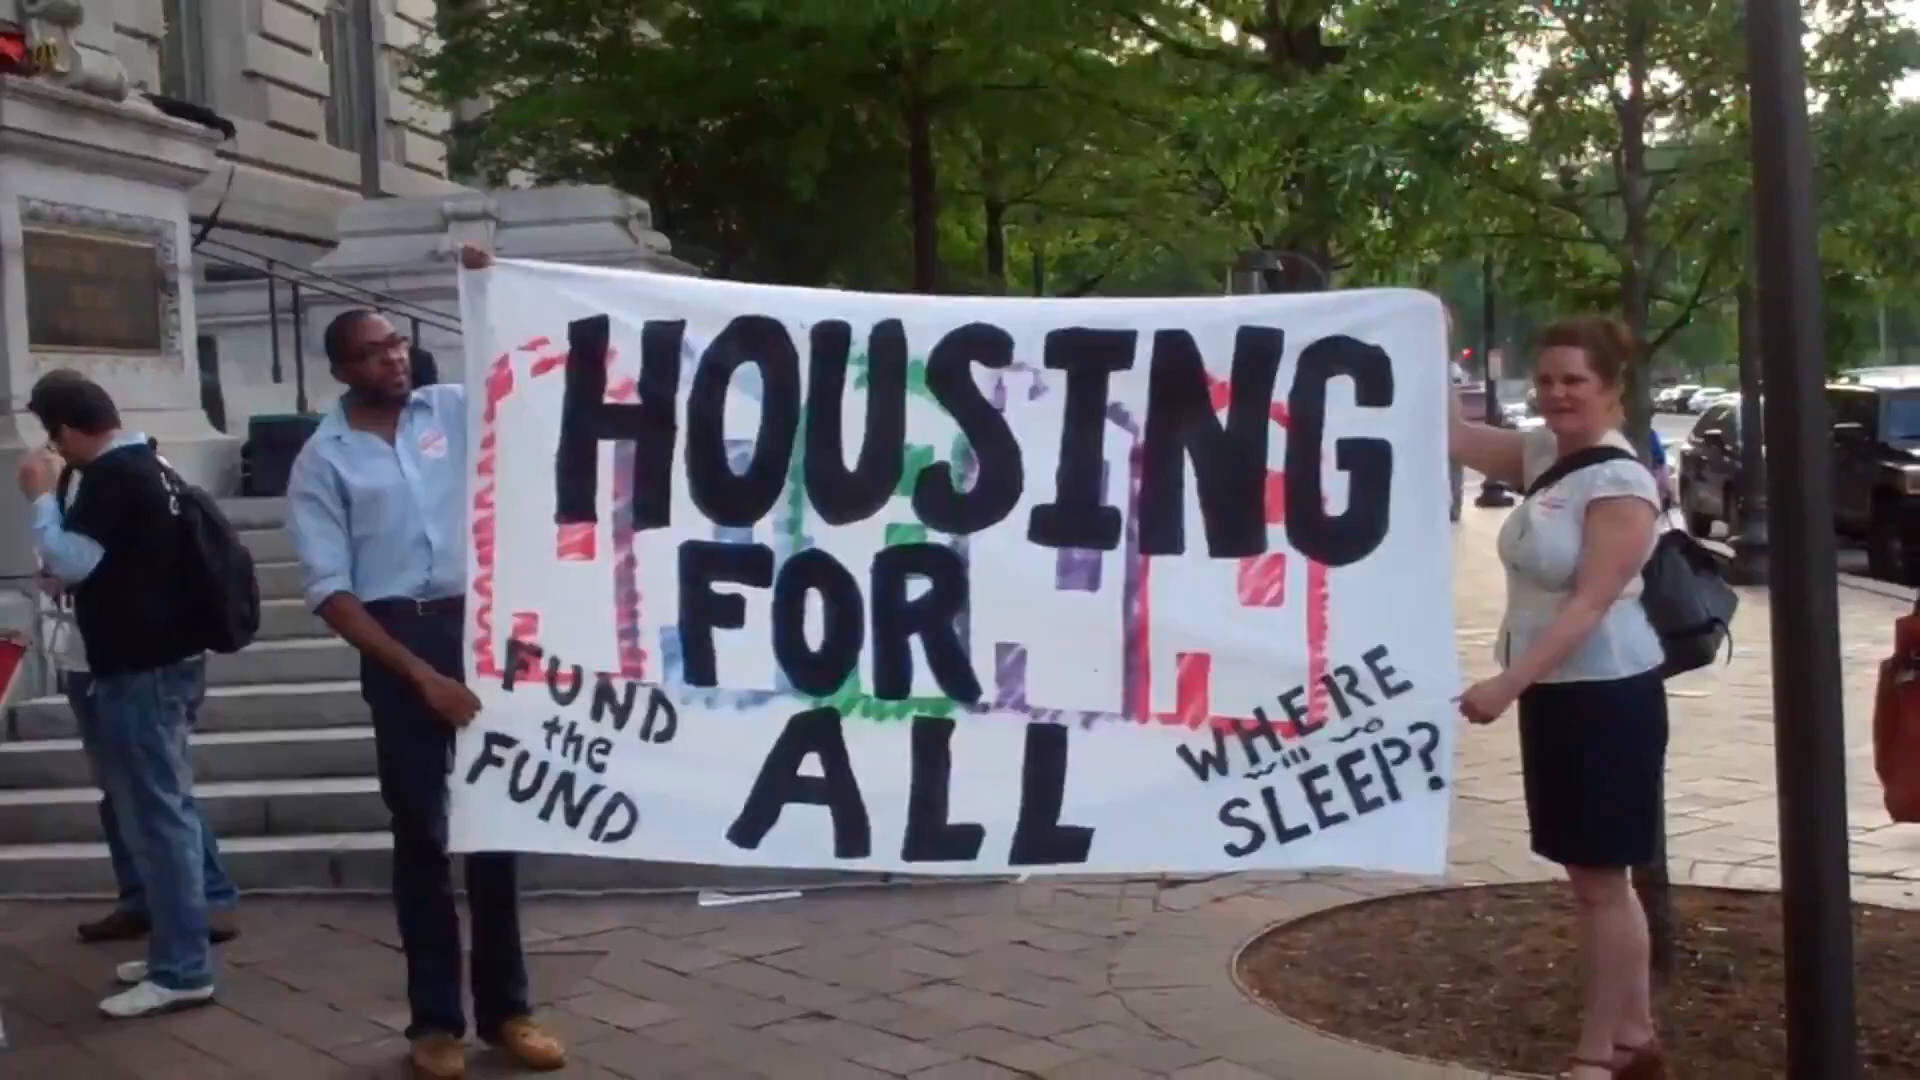 HOUSING
FOR
ALL
FUND
the
FUND
WHERE
SLEEP?